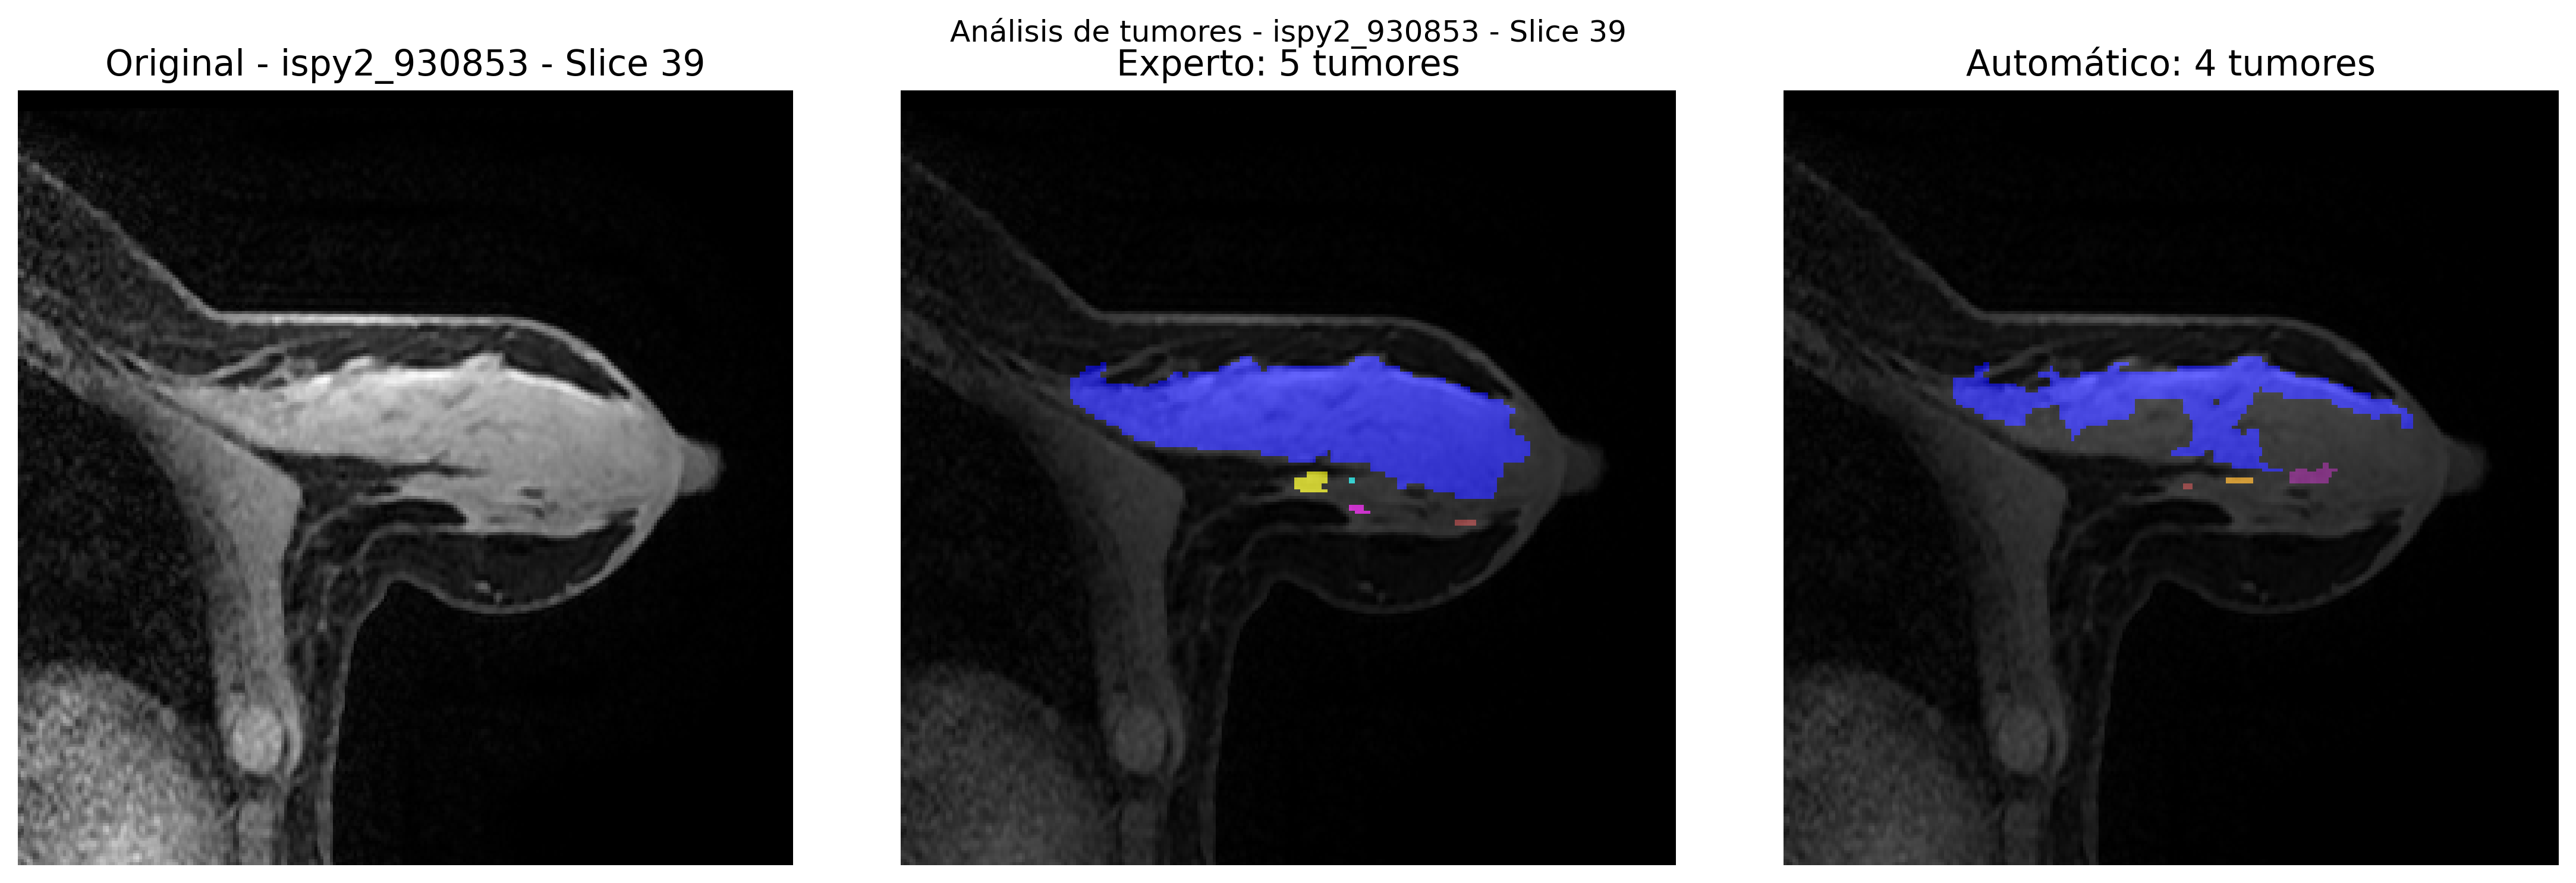 Análisis de tumores - ispy2_930853 - Slice 39
Original - ispy2_930853 - Slice 39
Experto: 5 tumores
Automático: 4 tumores